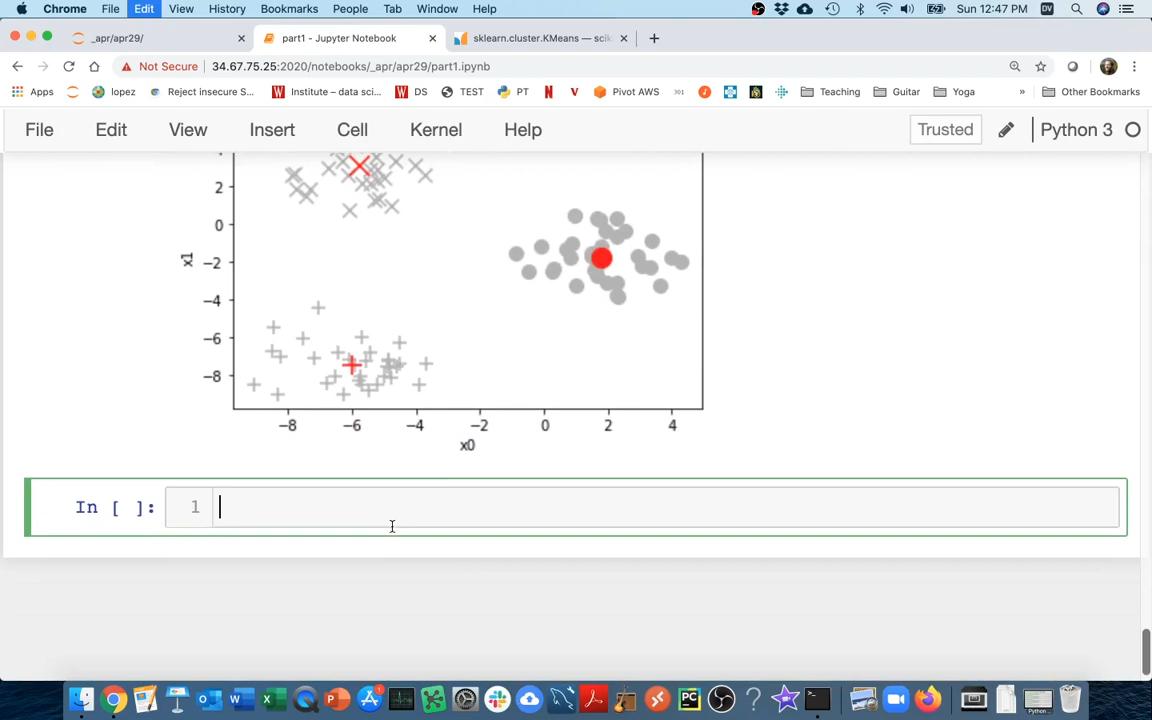 Chrome File Edit View History Bookmarks People Tab Window Help Sun 12:47 PM DV
_apr/apr29/ part1 - Jupyter Notebook sklearn.cluster.KMeans — scik
Not Secure 34.67.75.25:2020/notebooks/_apr/apr29/part1.ipynb
Apps lopez Reject insecure S... Institute – data sci... DS TEST PT Pivot AWS 301 Teaching Guitar Yoga » Other Bookmarks
File Edit View Insert Cell Kernel Help Trusted Python 3
2
0
−2
−4
−6
−8
x1
−8 −6 −4 −2 0 2 4
x0
In [ ]: 1